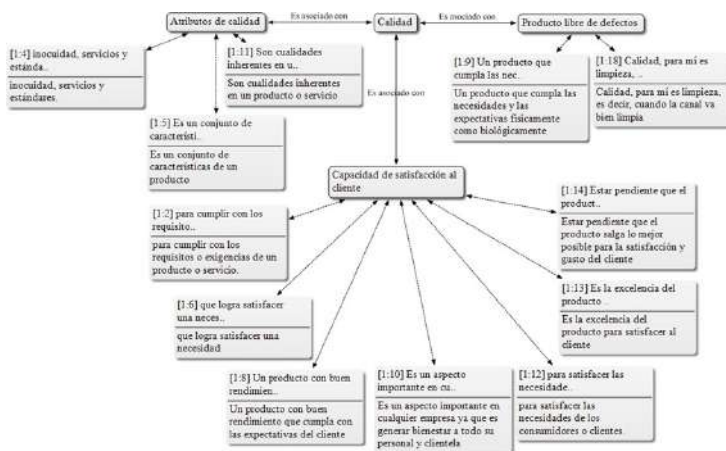 Atributos de calidad
Es asociado con
Calidad
Es asociado con
Producto libre de defectos
[1:4] inocuidad, servicios y
estánda..
inocuidad, servicios y
estándares.
[1:11] Son cualidades
inherentes en u..
Son cualidades inherentes
en un producto o servicio
[1:5] Es un conjunto de
característi..
Es un conjunto de
características de un
producto
Es asociado con
[1:9] Un producto que
cumpla las nec..
Un producto que cumpla las
necesidades y las
expectativas físicamente
como biológicamente
[1:18] Calidad, para mí es
limpieza, ..
Calidad, para mí es limpieza,
es decir, cuando la canal va
bien limpia
Capacidad de satisfacción al
cliente
[1:2] para cumplir con los
requisito..
para cumplir con los
requisitos o exigencias de un
producto o servicio.
[1:14] Estar pendiente que el
product..
Estar pendiente que el
producto salga lo mejor
posible para la satisfacción y
gusto del cliente
[1:6] que logra satisfacer
una neces..
que logra satisfacer una
necesidad
[1:13] Es la excelencia del
producto ..
Es la excelencia del
producto para satisfacer al
cliente
[1:8] Un producto con buen
rendimien..
Un producto con buen
rendimiento que cumpla con
las expectativas del cliente
[1:10] Es un aspecto
importante en cu..
Es un aspecto importante en
cualquier empresa ya que es
generar bienestar a todo su
personal y clientela
[1:12] para satisfacer las
necesidade..
para satisfacer las
necesidades de los
consumidores o clientes.